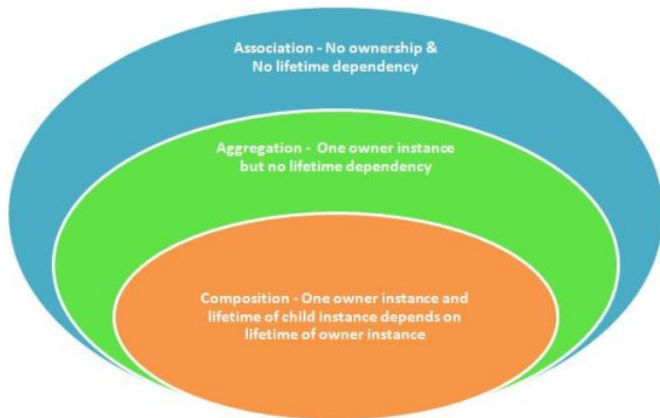 Association - No ownership &
No lifetime dependency
Aggregation - One owner instance
but no lifetime dependency
Composition - One owner instance and
lifetime of child instance depends on
lifetime of owner instance